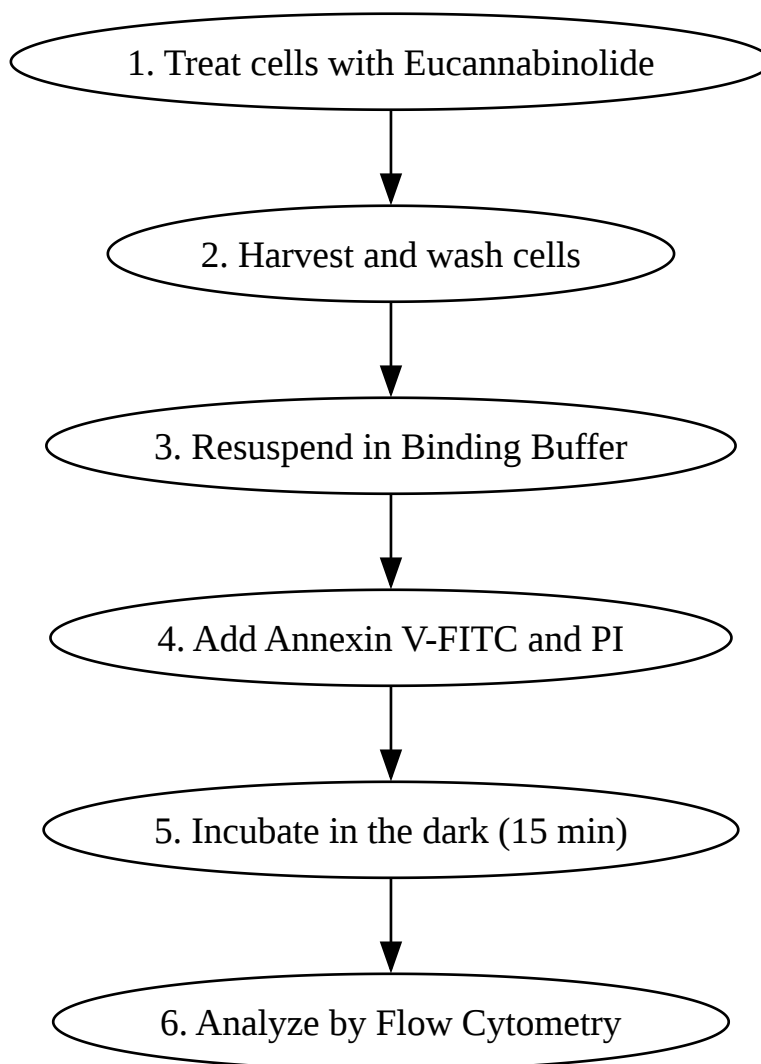 1. Treat cells with Eucannabinolide
2. Harvest and wash cells
3. Resuspend in Binding Buffer
4. Add Annexin V-FITC and PI
5. Incubate in the dark (15 min)
6. Analyze by Flow Cytometry